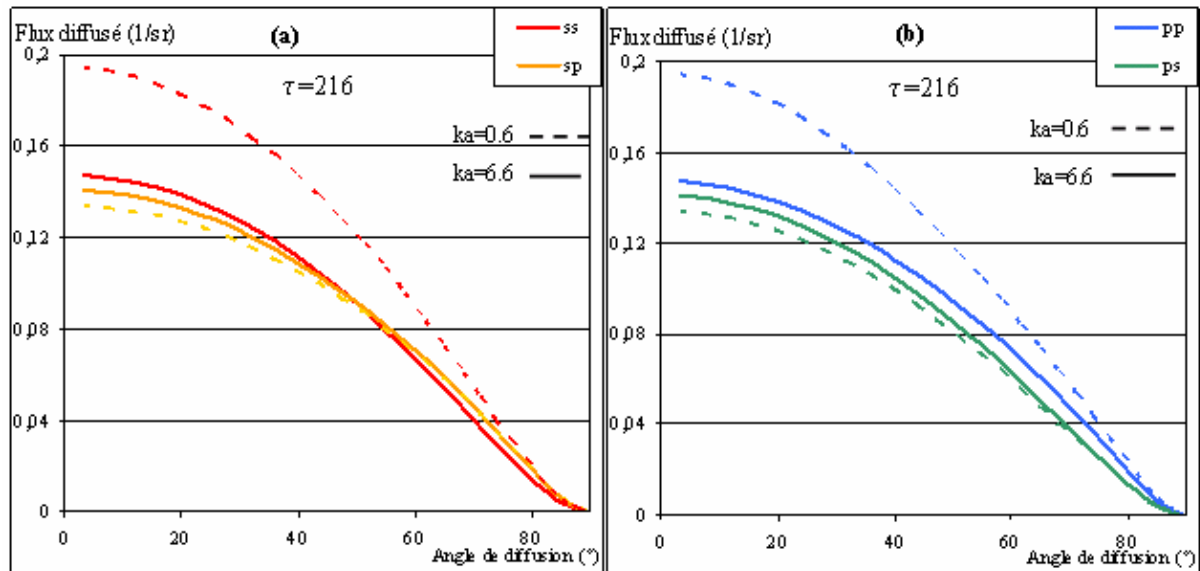 Flux diffusé (1/sr)
(a)
ss
sp
0,2
τ=216
ka=0.6
0,16
ka=6.6
0,12
0,08
0,04
0
0 20 40 60 80
Angle de diffusion (°)
Flux diffusé (1/sr)
(b)
pp
ps
0,2
τ=216
ka=0.6
0,16
ka=6.6
0,12
0,08
0,04
0
0 20 40 60 80
Angle de diffusion (°)